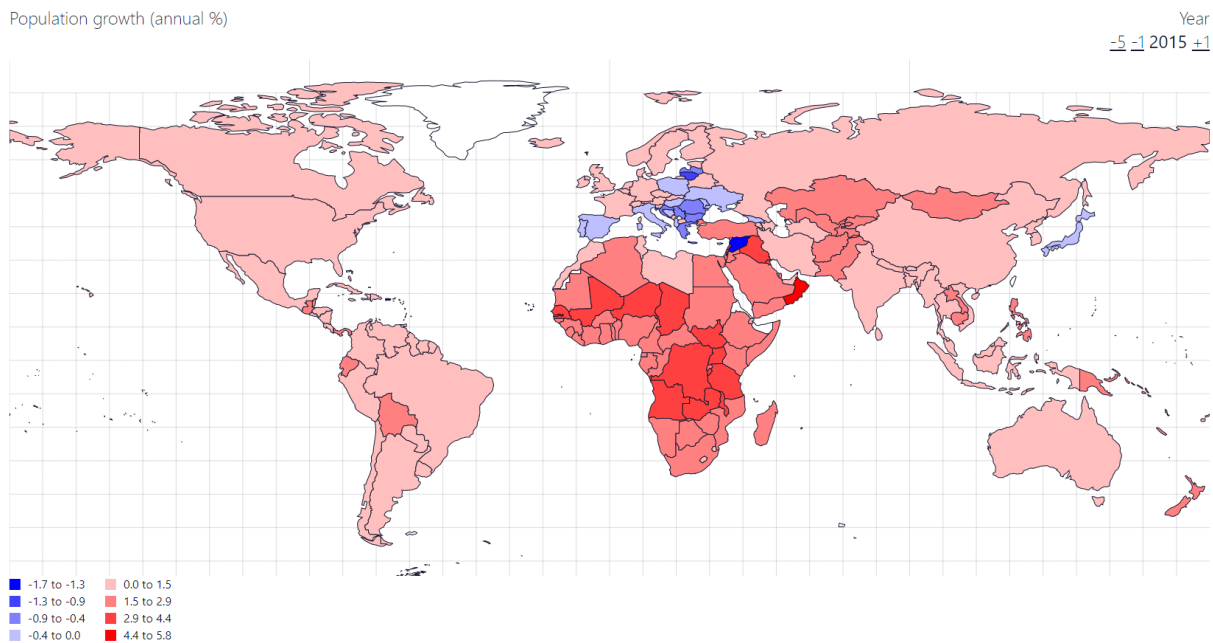 Population growth (annual %)
Year
-5 -1 2015 +1
-1.7 to -1.3
-1.3 to -0.9
-0.9 to -0.4
-0.4 to 0.0
0.0 to 1.5
1.5 to 2.9
2.9 to 4.4
4.4 to 5.8